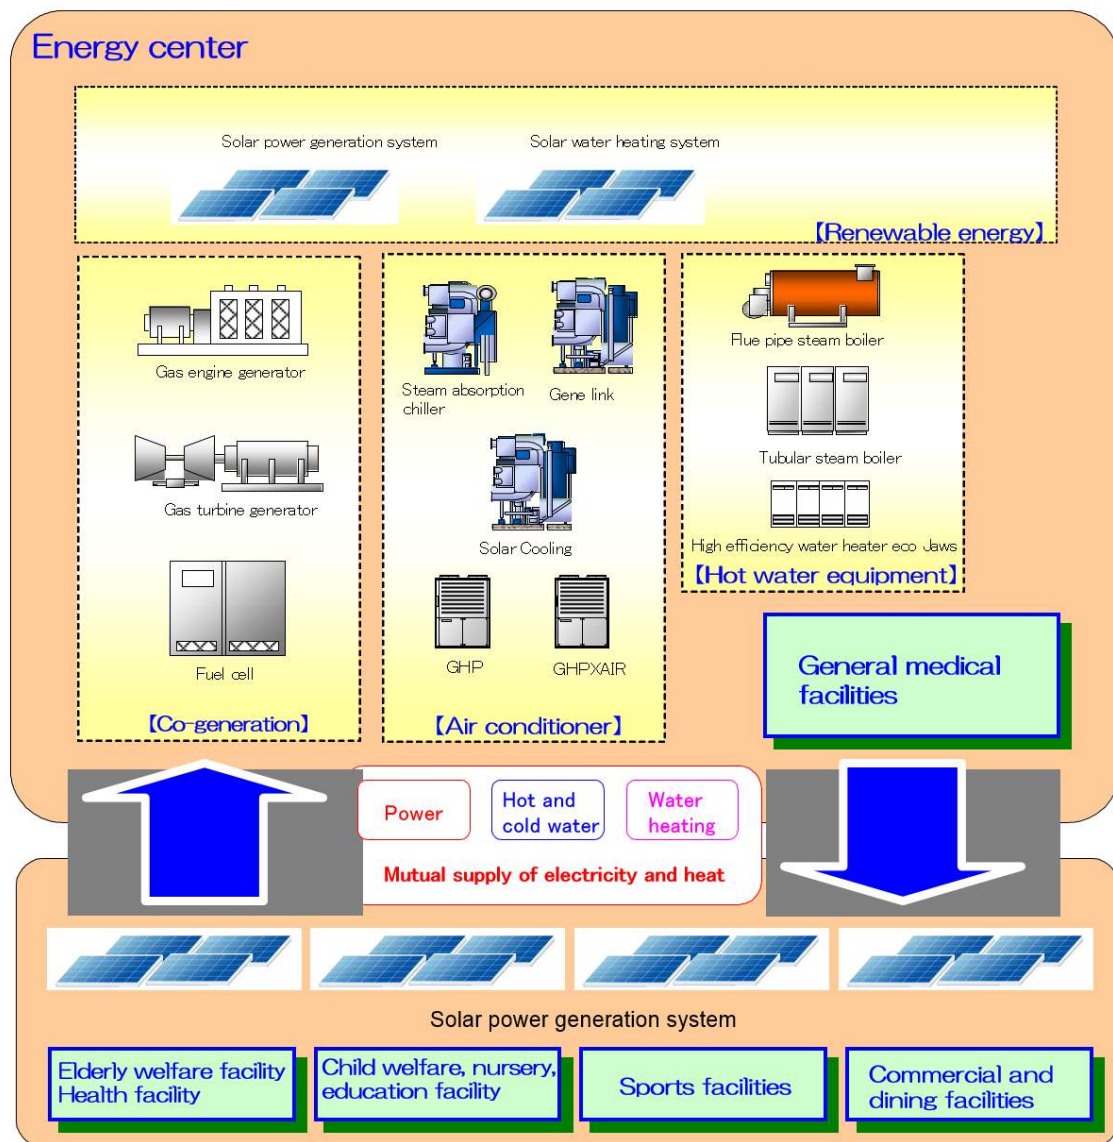 Energy center
Solar power generation system
Solar water heating system
【Renewable energy】
Gas engine generator
Gas turbine generator
Fuel cell
【Co-generation】
Steam absorption
chiller
Gene link
Solar Cooling
GHP
GHPXAIR
【Air conditioner】
Flue pipe steam boiler
Tubular steam boiler
High efficiency water heater eco Jaws
【Hot water equipment】
General medical
facilities
Power
Hot and
cold water
Water
heating
Mutual supply of electricity and heat
Solar power generation system
Elderly welfare facility
Health facility
Child welfare, nursery,
education facility
Sports facilities
Commercial and
dining facilities